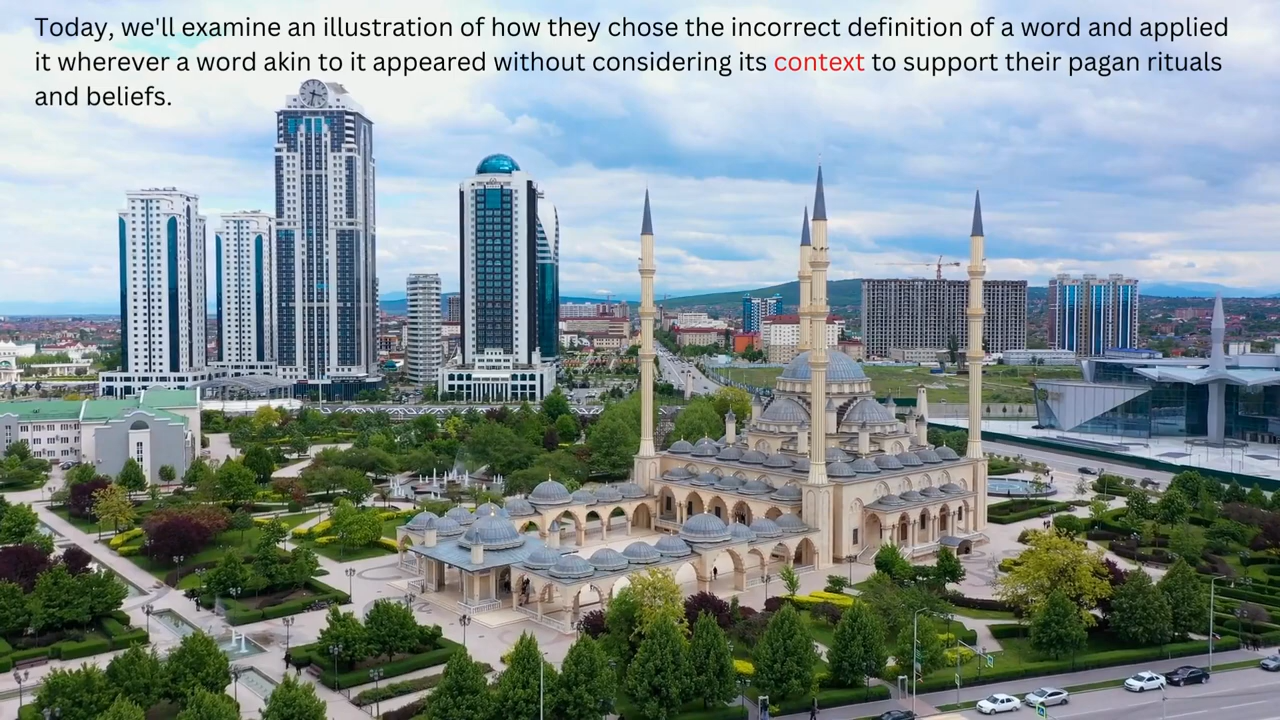 Today, we'll examine an illustration of how they chose the incorrect definition of a word and applied
it wherever a word akin to it appeared without considering its context to support their pagan rituals
and beliefs.